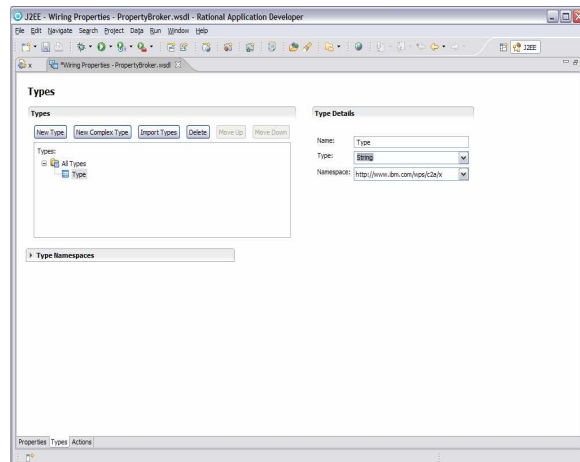 J2EE - Wiring Properties - PropertyBroker.wsdl - Rational Application Developer
File Edit Navigate Search Project Data Run Window Help
J2EE
x *Wiring Properties - PropertyBroker.wsdl
Types
Types
New Type New Complex Type Import Types Delete Move Up Move Down
Types:
All Types
Type
Type Namespaces
Type Details
Name: Type
Type: String
Namespace: http://www.ibm.com/wps/c2a/x
Properties Types Actions